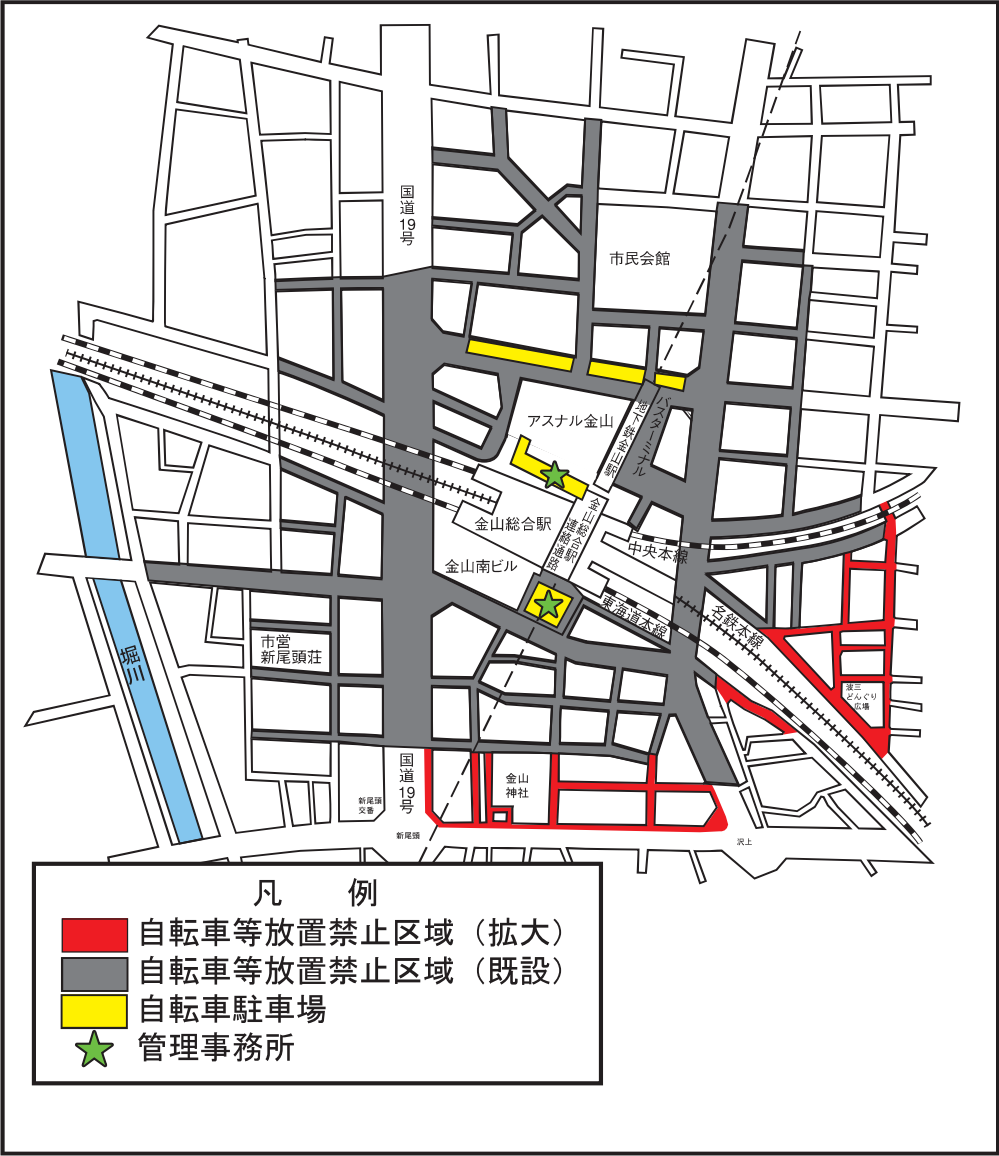 国道19号
市民会館
アスナル金山
地下鉄金山駅
バスターミナル
金山総合駅
金山総合駅
連絡通路
中央本線
金山南ビル
東海道本線
名鉄本線
市営
新尾頭荘
堀川
波三
どんぐり
広場
国道19号
金山
神社
新尾頭
交番
新尾頭
沢上
凡 例
自転車等放置禁止区域（拡大）
自転車等放置禁止区域（既設）
自転車駐車場
管理事務所